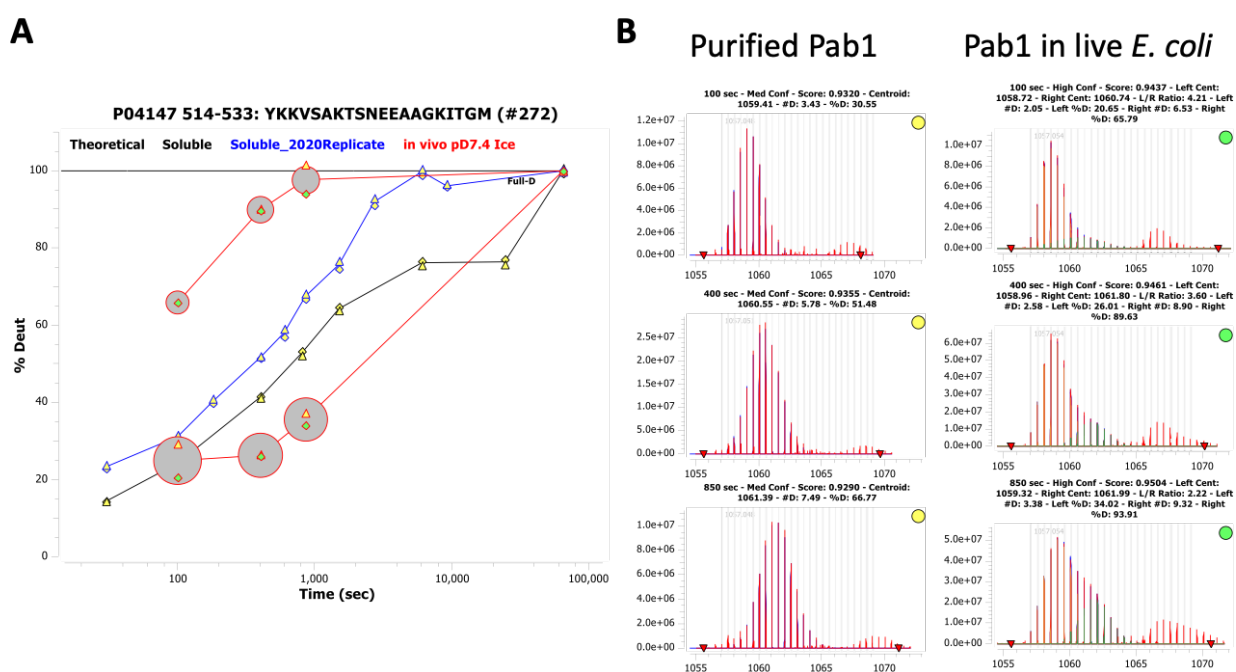 A
P04147 514-533: YKKVSAKTSNEEAAGKITGM (#272)
Theoretical Soluble Soluble_2020Replicate in vivo pD7.4 Ice
100
80
60
40
20
0
% Deut
Full-D
100
1,000
10,000
100,000
Time (sec)
B
Purified Pab1
Pab1 in live E. coli
100 sec - Med Conf - Score: 0.9320 - Centroid:
1059.41 - #D: 3.43 - %D: 30.55
1.2e+07
1.0e+07
8.0e+06
6.0e+06
4.0e+06
2.0e+06
0.0e+00
1055
1060
1065
1070
100 sec - High Conf - Score: 0.9437 - Left Cent:
1058.72 - Right Cent: 1060.74 - L/R Ratio: 4.21 - Left
#D: 2.05 - Left %D: 20.65 - Right #D: 6.53 - Right
%D: 65.79
1057.054
1.0e+07
8.0e+06
6.0e+06
4.0e+06
2.0e+06
0.0e+00
1055
1060
1065
1070
400 sec - Med Conf - Score: 0.9355 - Centroid:
1060.55 - #D: 5.78 - %D: 51.48
2.5e+07
2.0e+07
1.5e+07
1.0e+07
5.0e+06
0.0e+00
1055
1060
1065
1070
400 sec - High Conf - Score: 0.9461 - Left Cent:
1058.96 - Right Cent: 1061.80 - L/R Ratio: 3.60 - Left
#D: 2.58 - Left %D: 26.01 - Right #D: 8.90 - Right
%D: 89.63
1057.054
6.0e+07
5.0e+07
4.0e+07
3.0e+07
2.0e+07
1.0e+07
0.0e+00
1055
1060
1065
1070
850 sec - Med Conf - Score: 0.9290 - Centroid:
1061.39 - #D: 7.49 - %D: 66.77
1.0e+07
8.0e+06
6.0e+06
4.0e+06
2.0e+06
0.0e+00
1055
1060
1065
1070
850 sec - High Conf - Score: 0.9504 - Left Cent:
1059.32 - Right Cent: 1061.99 - L/R Ratio: 2.22 - Left
#D: 3.38 - Left %D: 34.02 - Right #D: 9.32 - Right
%D: 93.91
1057.054
5.0e+07
4.0e+07
3.0e+07
2.0e+07
1.0e+07
0.0e+00
1055
1060
1065
1070